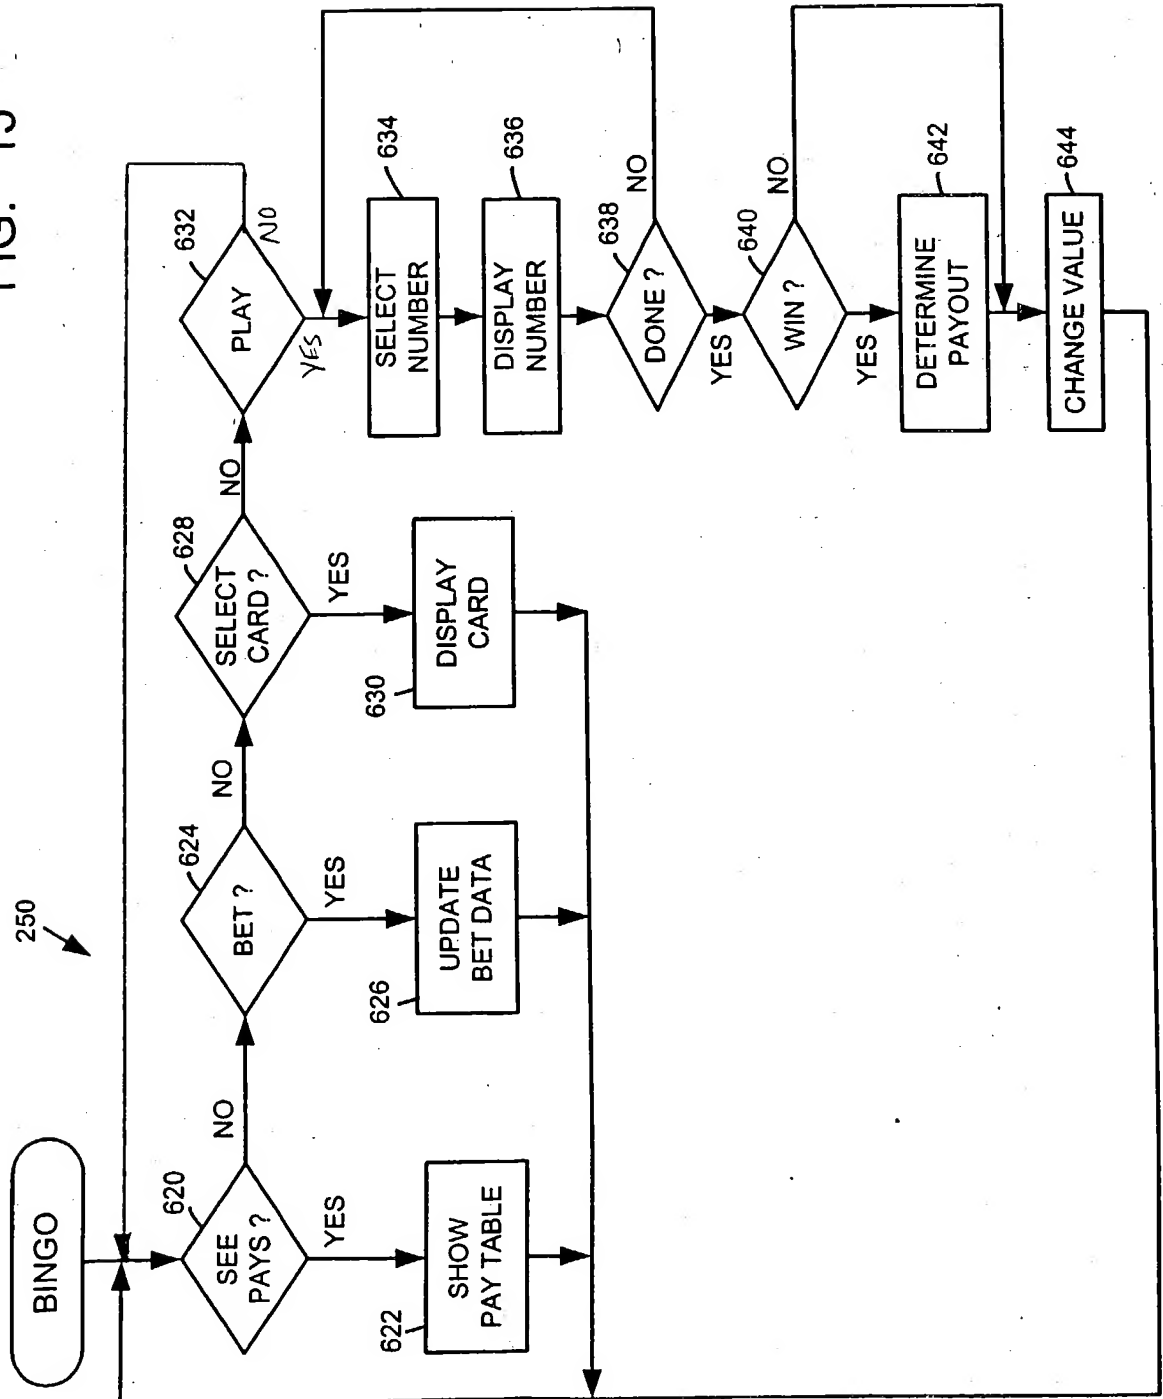 FIG. 15
250
BINGO
620
SEE
PAYS ?
NO
YES
622
SHOW
PAY TABLE
624
BET ?
NO
YES
626
UPDATE
BET DATA
628
SELECT
CARD ?
NO
YES
630
DISPLAY
CARD
632
PLAY
NO
YES
634
SELECT
NUMBER
636
DISPLAY
NUMBER
638
DONE ?
NO
YES
640
WIN ?
NO
YES
642
DETERMINE
PAYOUT
644
CHANGE VALUE